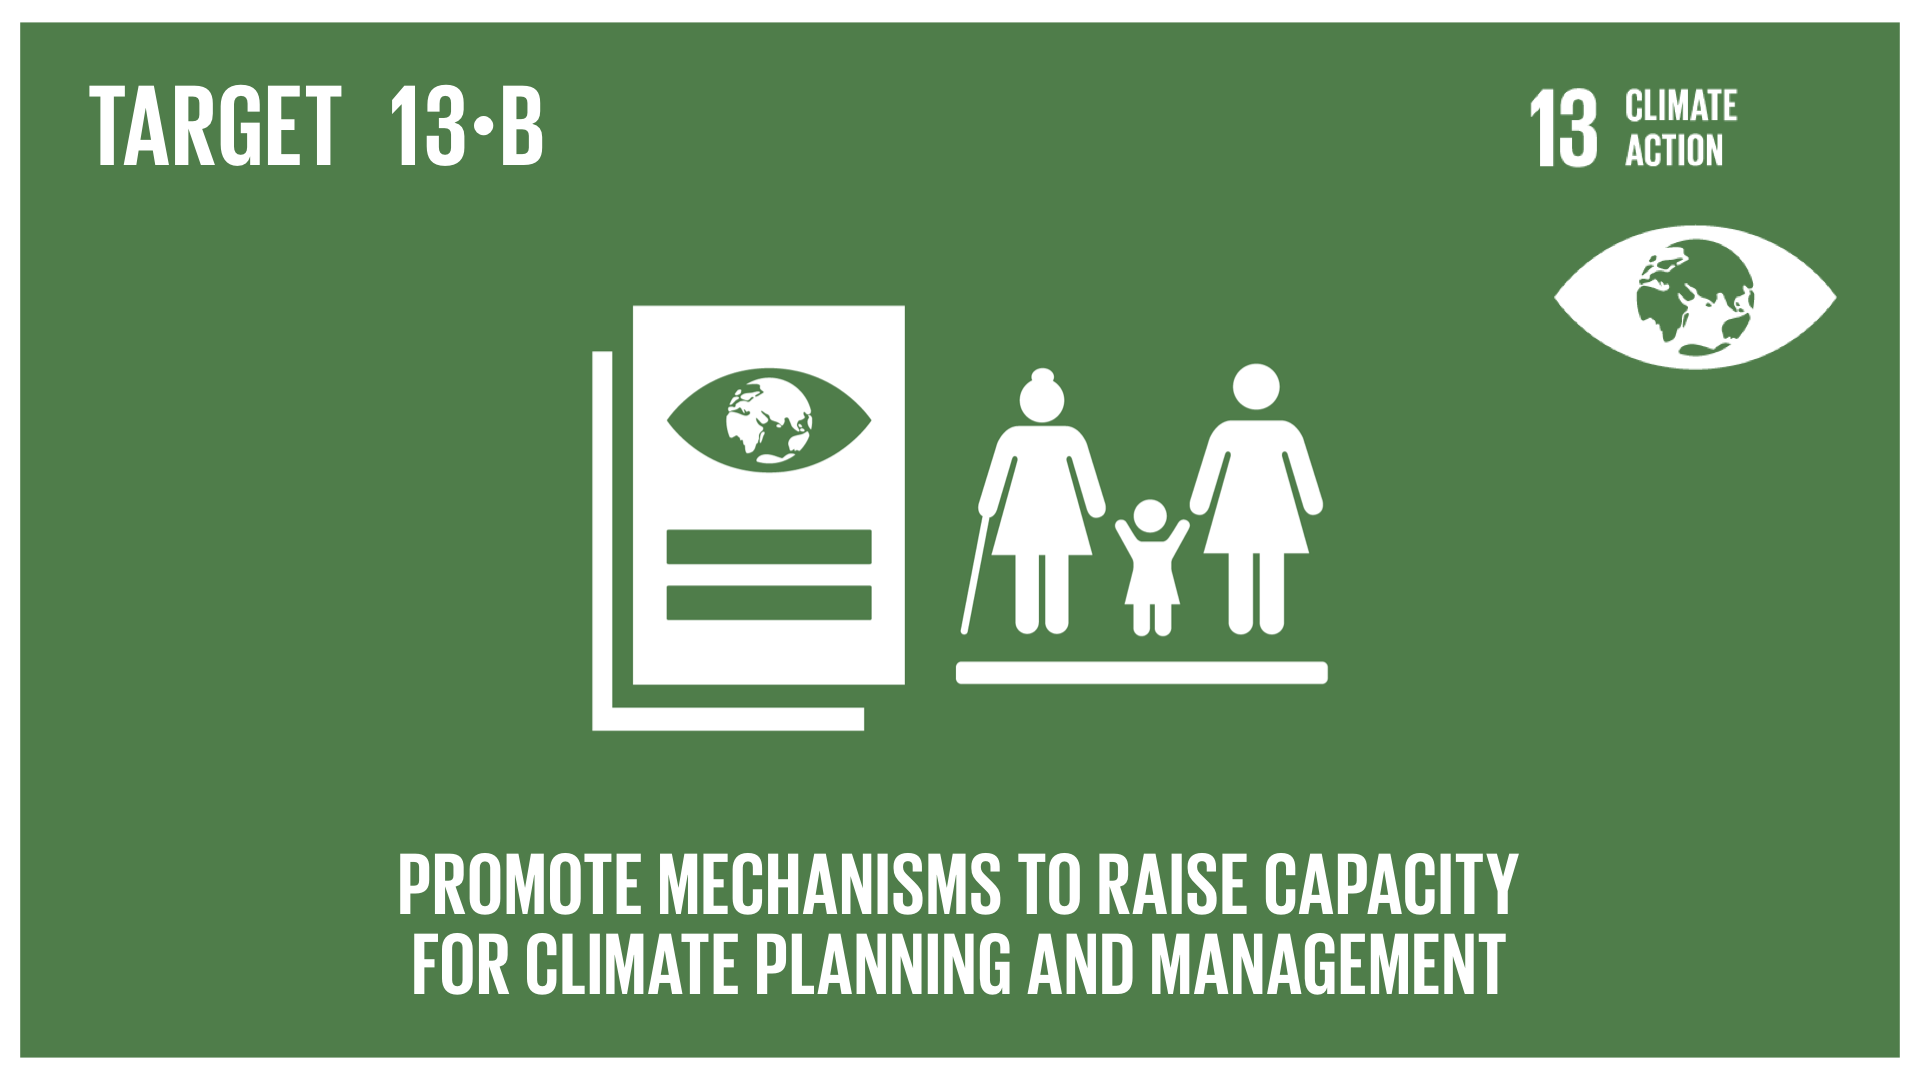 TARGET 13•B
13 CLIMATE
ACTION
PROMOTE MECHANISMS TO RAISE CAPACITY
FOR CLIMATE PLANNING AND MANAGEMENT